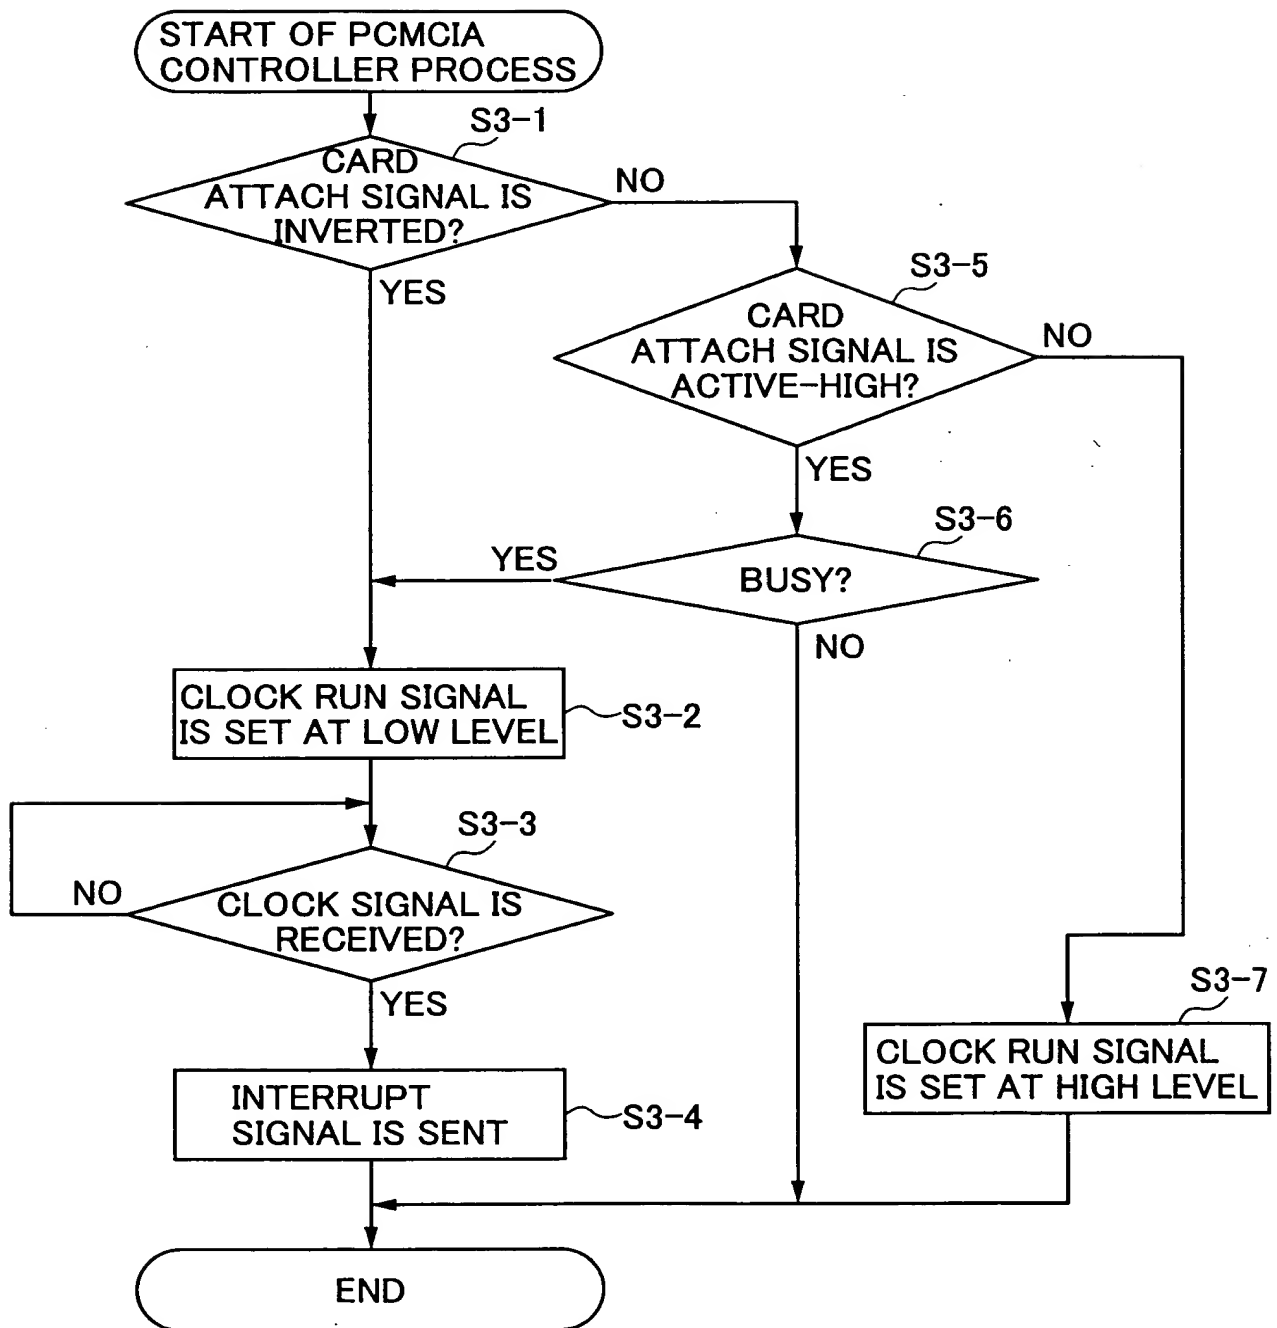 START OF PCMCIA
CONTROLLER PROCESS
S3-1
CARD
ATTACH SIGNAL IS
INVERTED?
NO
YES
S3-5
CARD
ATTACH SIGNAL IS
ACTIVE-HIGH?
NO
YES
S3-6
BUSY?
YES
NO
CLOCK RUN SIGNAL
IS SET AT LOW LEVEL
S3-2
S3-3
CLOCK SIGNAL IS
RECEIVED?
NO
YES
S3-7
CLOCK RUN SIGNAL
IS SET AT HIGH LEVEL
INTERRUPT
SIGNAL IS SENT
S3-4
END